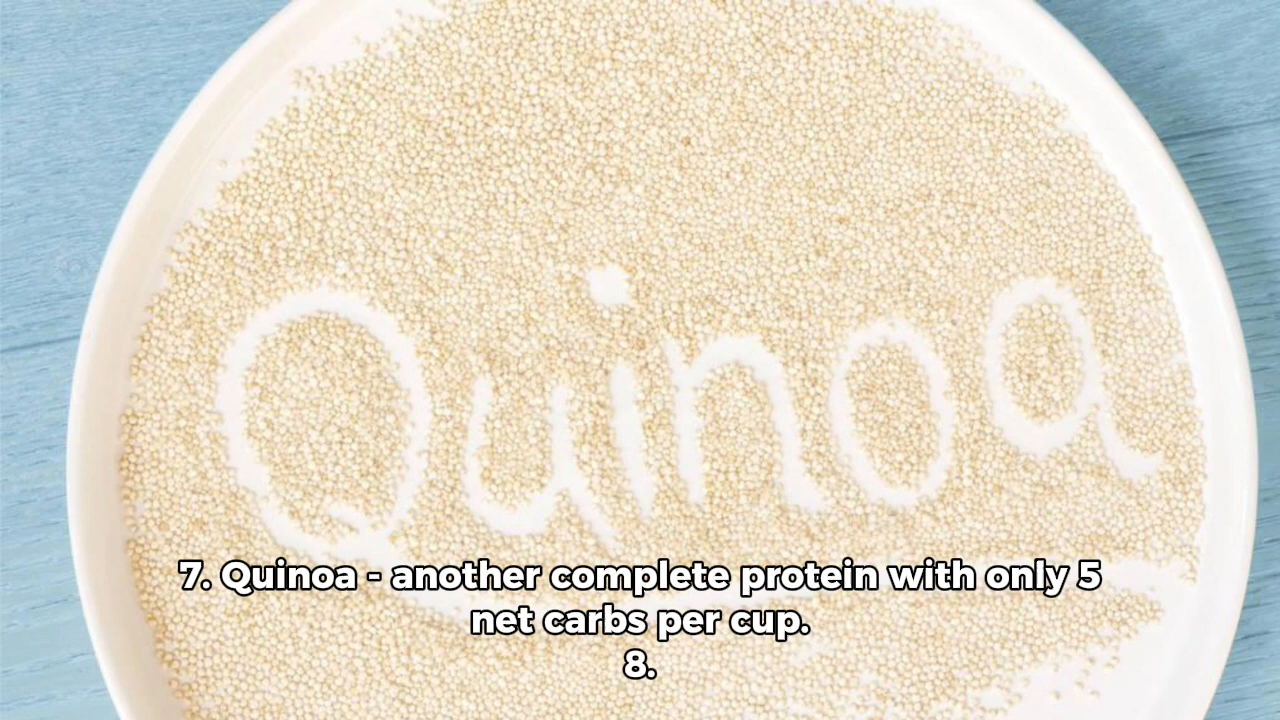 Quinoa
7. Quinoa - another complete protein with only 5
net carbs per cup.
8.